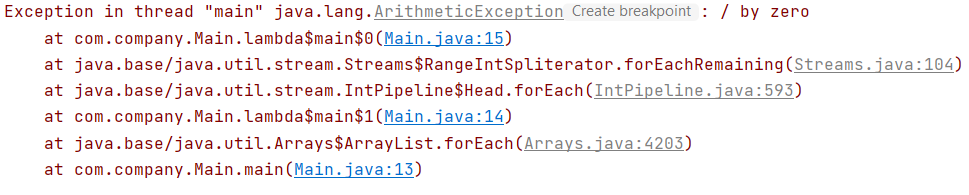 Exception in thread "main" java.lang.ArithmeticException Create breakpoint : / by zero
at com.company.Main.lambda$main$0(Main.java:15)
at java.base/java.util.stream.Streams$RangeIntSpliterator.forEachRemaining(Streams.java:104)
at java.base/java.util.stream.IntPipeline$Head.forEach(IntPipeline.java:593)
at com.company.Main.lambda$main$1(Main.java:14)
at java.base/java.util.Arrays$ArrayList.forEach(Arrays.java:4203)
at com.company.Main.main(Main.java:13)